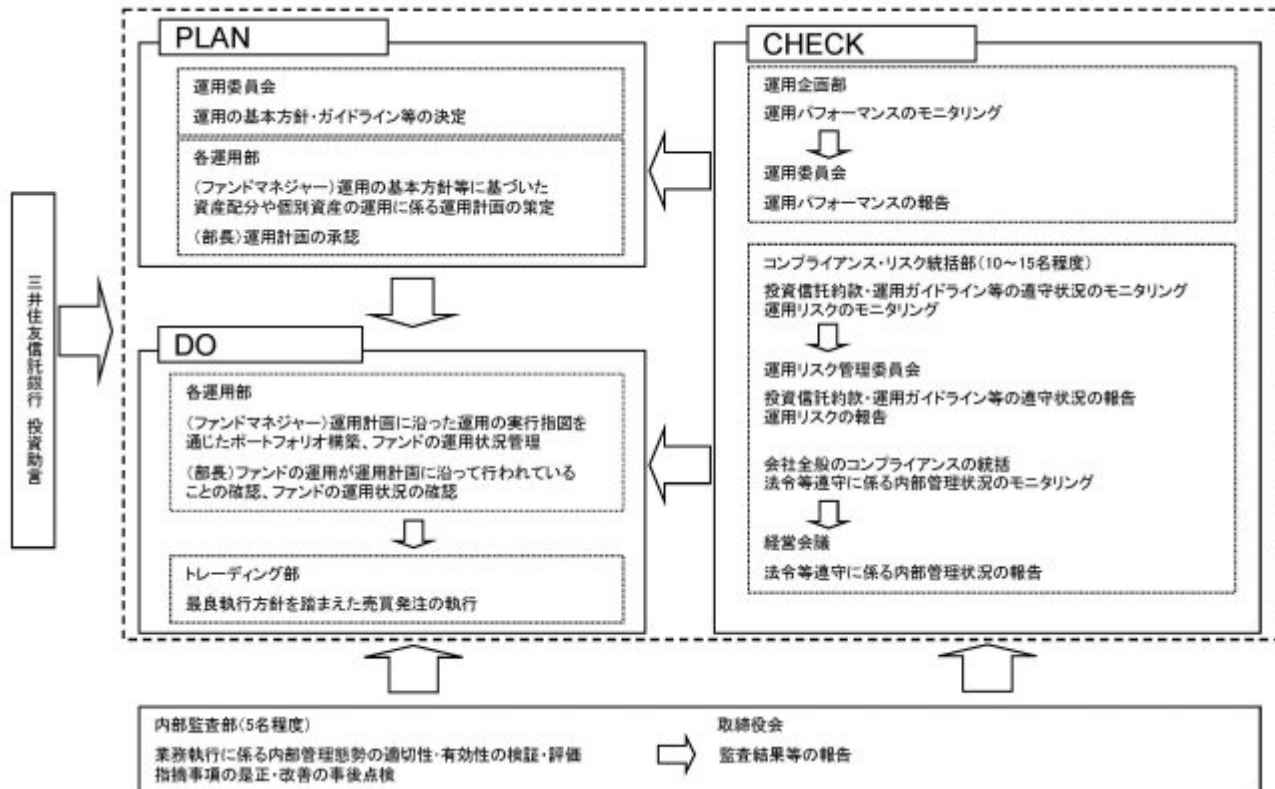 三井住友信託銀行 投資助言
PLAN
運用委員会
運用の基本方針・ガイドライン等の決定
各運用部
(ファンドマネジャー)運用の基本方針等に基づいた
資産配分や個別資産の運用に係る運用計画の策定
(部長)運用計画の承認
DO
各運用部
(ファンドマネジャー)運用計画に沿った運用の実行指図を
通じたポートフォリオ構築、ファンドの運用状況管理
(部長)ファンドの運用が運用計画に沿って行われている
ことの確認、ファンドの運用状況の確認
トレーディング部
最良執行方針を踏まえた売買発注の執行
CHECK
運用企画部
運用パフォーマンスのモニタリング
運用委員会
運用パフォーマンスの報告
コンプライアンス・リスク統括部(10～15名程度)
投資信託約款・運用ガイドライン等の遵守状況のモニタリング
運用リスクのモニタリング
運用リスク管理委員会
投資信託約款・運用ガイドライン等の遵守状況の報告
運用リスクの報告
会社全般のコンプライアンスの統括
法令等遵守に係る内部管理状況のモニタリング
経営会議
法令等遵守に係る内部管理状況の報告
内部監査部(5名程度)
業務執行に係る内部管理態勢の適切性・有効性の検証・評価
指摘事項の是正・改善の事後点検
取締役会
監査結果等の報告